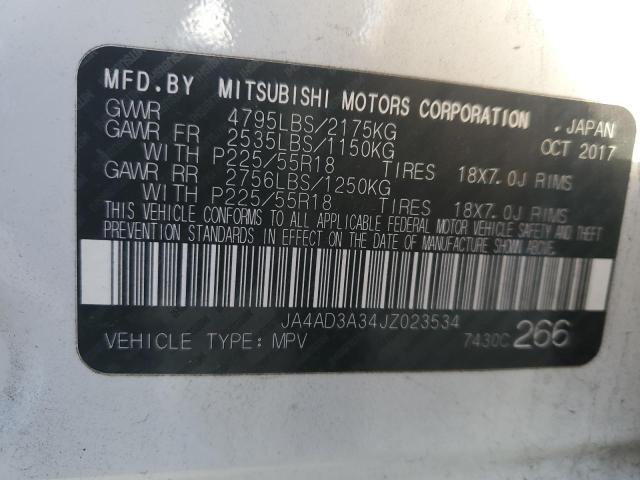 MFD.BY MITSUBISHI MOTORS CORPORATION , JAPAN
GVWR 4795LBS/2175KG OCT 2017
GAWR FR 2535LBS/1150KG
WITH P225/55R18 TIRES 18X7.0J RIMS
GAWR RR 2756LBS/1250KG
WITH P225/55R18 TIRES 18X7.0J RIMS
THIS VEHICLE CONFORMS TO ALL APPLICABLE FEDERAL MOTOR VEHICLE SAFETY AND THEFT
PREVENTION STANDARDS IN EFFECT ON THE DATE OF MANUFACTURE SHOWN ABOVE.
JA4AD3A34JZ023534
VEHICLE TYPE: MPV 7430C 266